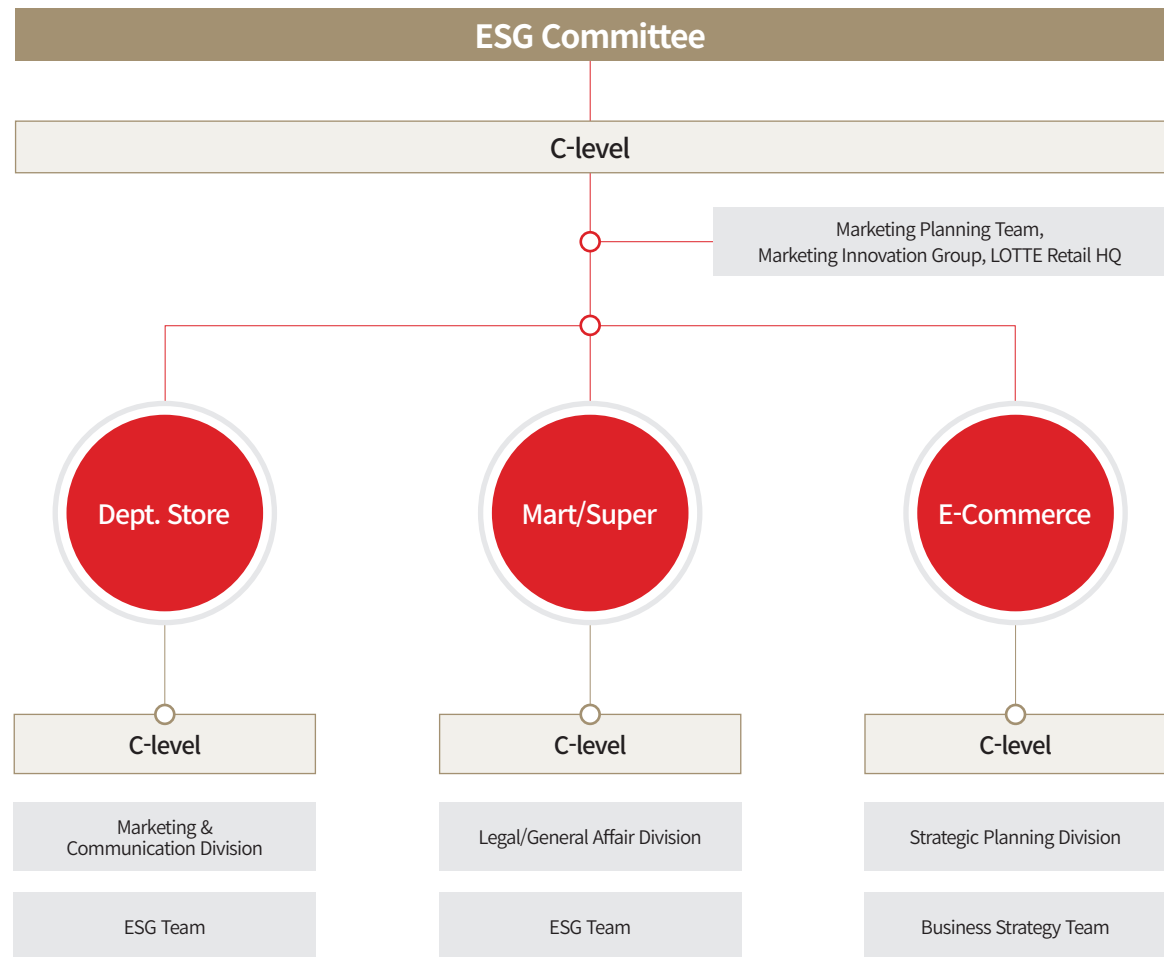 ESG Committee
C-level
Marketing Planning Team,
Marketing Innovation Group, LOTTE Retail HQ
Dept. Store
Mart/Super
E-Commerce
C-level
C-level
C-level
Marketing &
Communication Division
Legal/General Affair Division
Strategic Planning Division
ESG Team
ESG Team
Business Strategy Team